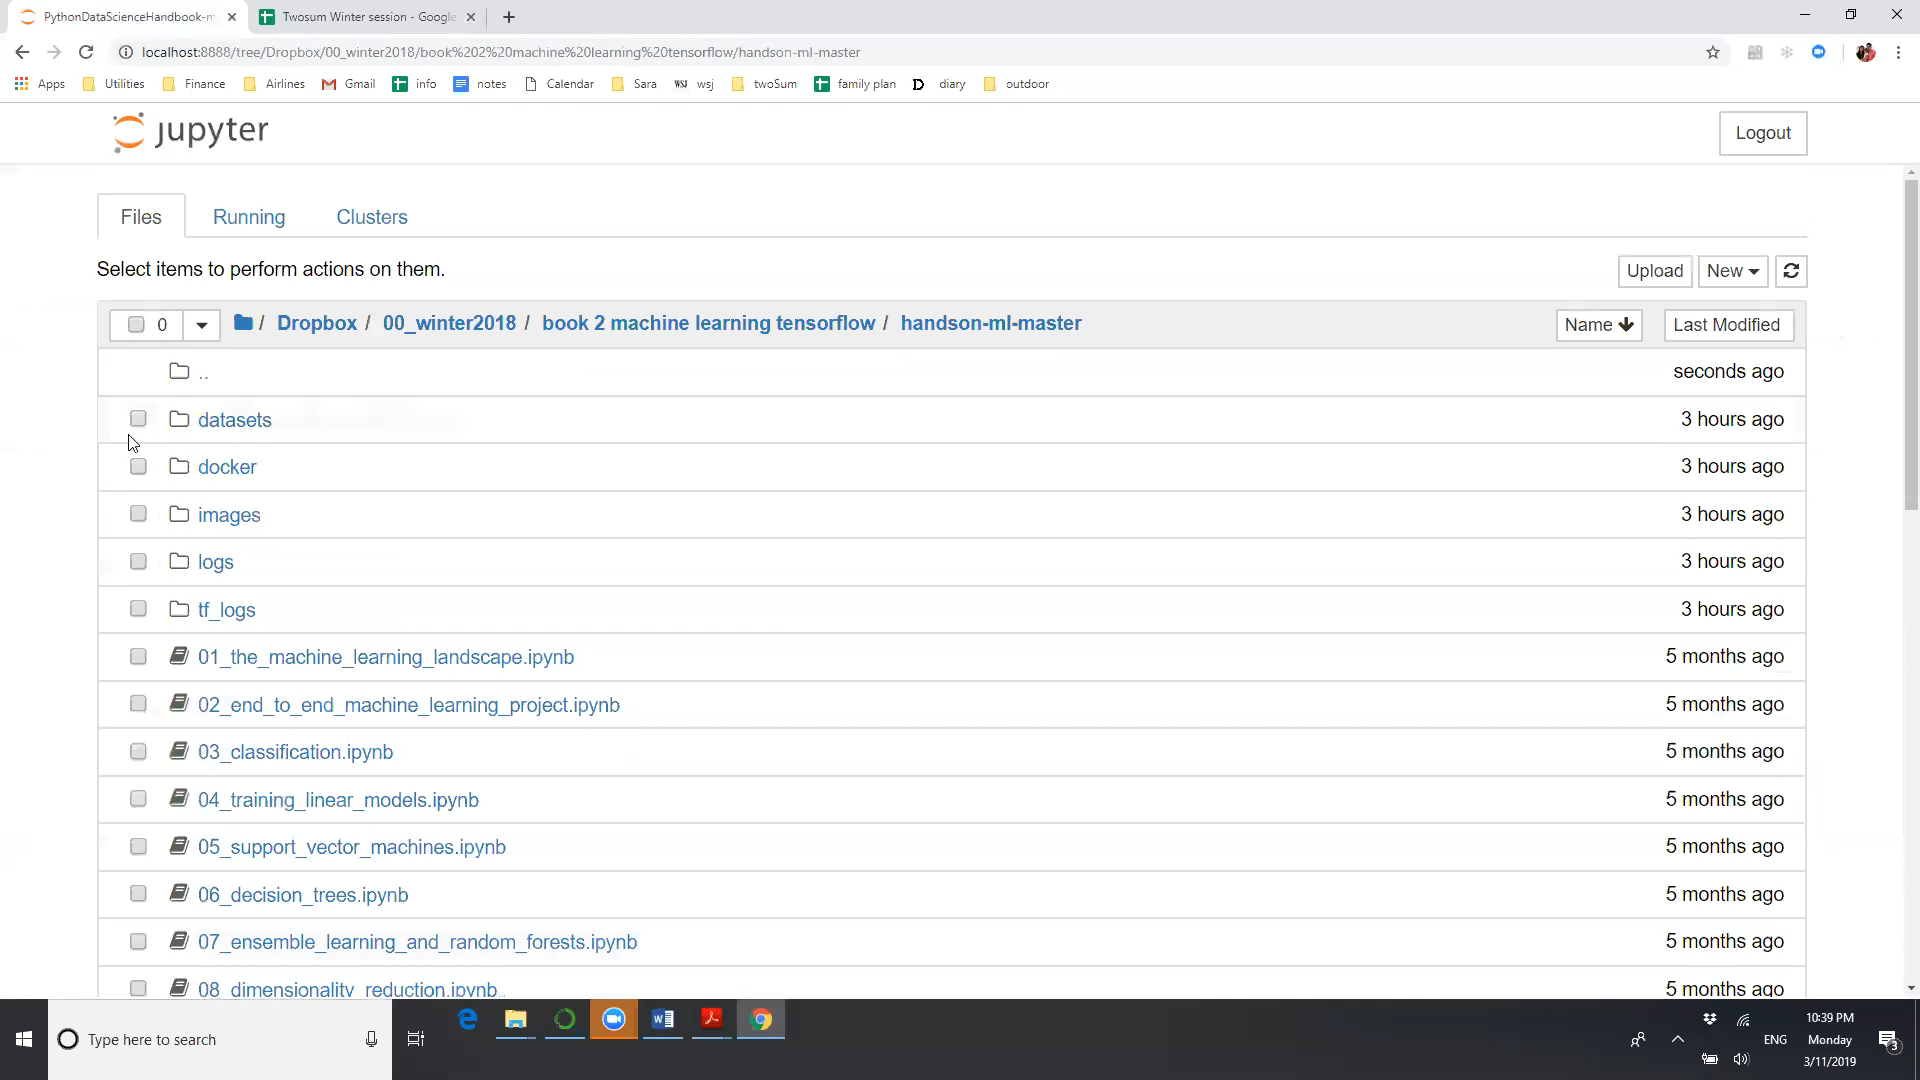 PythonDataScienceHandbook-m
Twosum Winter session - Google
localhost:8888/tree/Dropbox/00_winter2018/book%202%20machine%20learning%20tensorflow/handson-ml-master
Apps Utilities Finance Airlines Gmail info notes Calendar Sara WSJ wsj twoSum family plan D diary outdoor
jupyter
Logout
Files Running Clusters
Select items to perform actions on them.
Upload New
0 / Dropbox / 00_winter2018 / book 2 machine learning tensorflow / handson-ml-master Name Last Modified
.. seconds ago
datasets 3 hours ago
docker 3 hours ago
images 3 hours ago
logs 3 hours ago
tf_logs 3 hours ago
01_the_machine_learning_landscape.ipynb 5 months ago
02_end_to_end_machine_learning_project.ipynb 5 months ago
03_classification.ipynb 5 months ago
04_training_linear_models.ipynb 5 months ago
05_support_vector_machines.ipynb 5 months ago
06_decision_trees.ipynb 5 months ago
07_ensemble_learning_and_random_forests.ipynb 5 months ago
08_dimensionality_reduction.ipynb 5 months ago
Type here to search
ENG
10:39 PM
Monday
3/11/2019
3